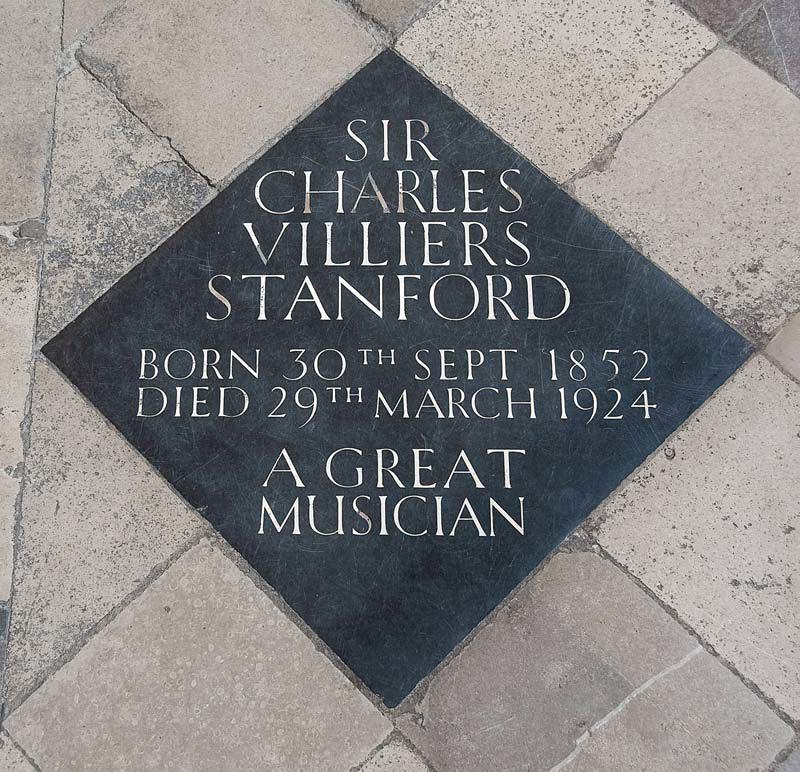 SIR
CHARLES
VILLIERS
STANFORD
BORN 30TH SEPT 1852
DIED 29TH MARCH 1924
A GREAT
MUSICIAN